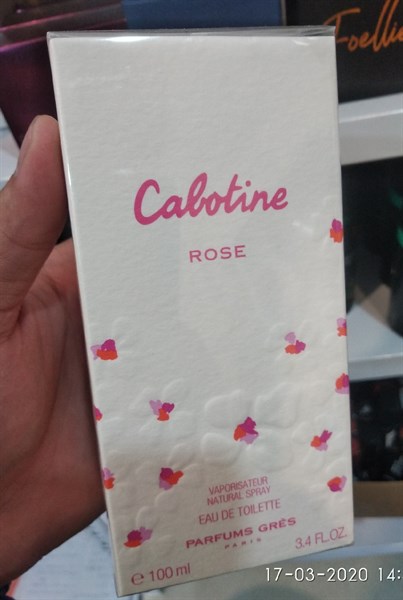 Foellie
Cabotine
ROSE
VAPORISATEUR
NATURAL SPRAY
EAU DE TOILETTE
PARFUMS GRÈS
PARIS
℮ 100 ml
3.4 FL.OZ.
17-03-2020 14: